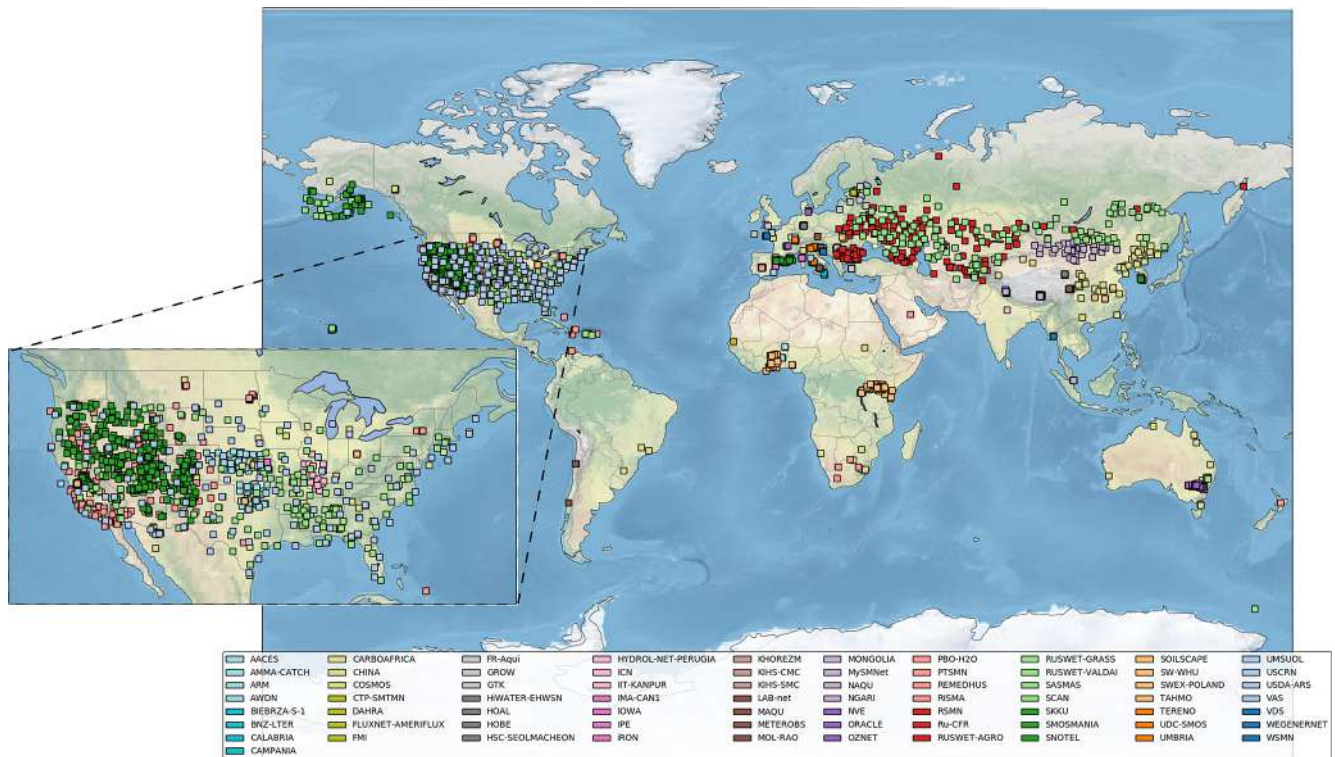 AACES
AMMA-CATCH
ARM
AWDN
BIEBRZA-S-1
BNZ-LTER
CALABRIA
CAMPANIA
CARBOAFRICA
CHINA
COSMOS
CTP-SMTMN
DAHRA
FLUXNET-AMERIFLUX
FMI
FR-Aqui
GROW
GTK
HWATER-EHWSN
HOAL
HOBE
HSC-SEOLMACHEON
HYDROL-NET-PERUGIA
ICN
IIT-KANPUR
IMA-CAN1
IOWA
IPE
iRON
KHOREZM
KIHS-CMC
KIHS-SMC
LAB-net
MAQU
METEROBS
MOL-RAO
MONGOLIA
MySMNet
NAQU
NGARI
NVE
ORACLE
OZNET
PBO-H2O
PTSMN
REMEDHUS
RISMA
RSMN
Ru-CFR
RUSWET-AGRO
RUSWET-GRASS
RUSWET-VALDAI
SASMAS
SCAN
SKKU
SMOSMANIA
SNOTEL
SOILSCAPE
SW-WHU
SWEX-POLAND
TAHMO
TERENO
UDC-SMOS
UMBRIA
UMSUOL
USCRN
USDA-ARS
VAS
VDS
WEGENERNET
WSMN